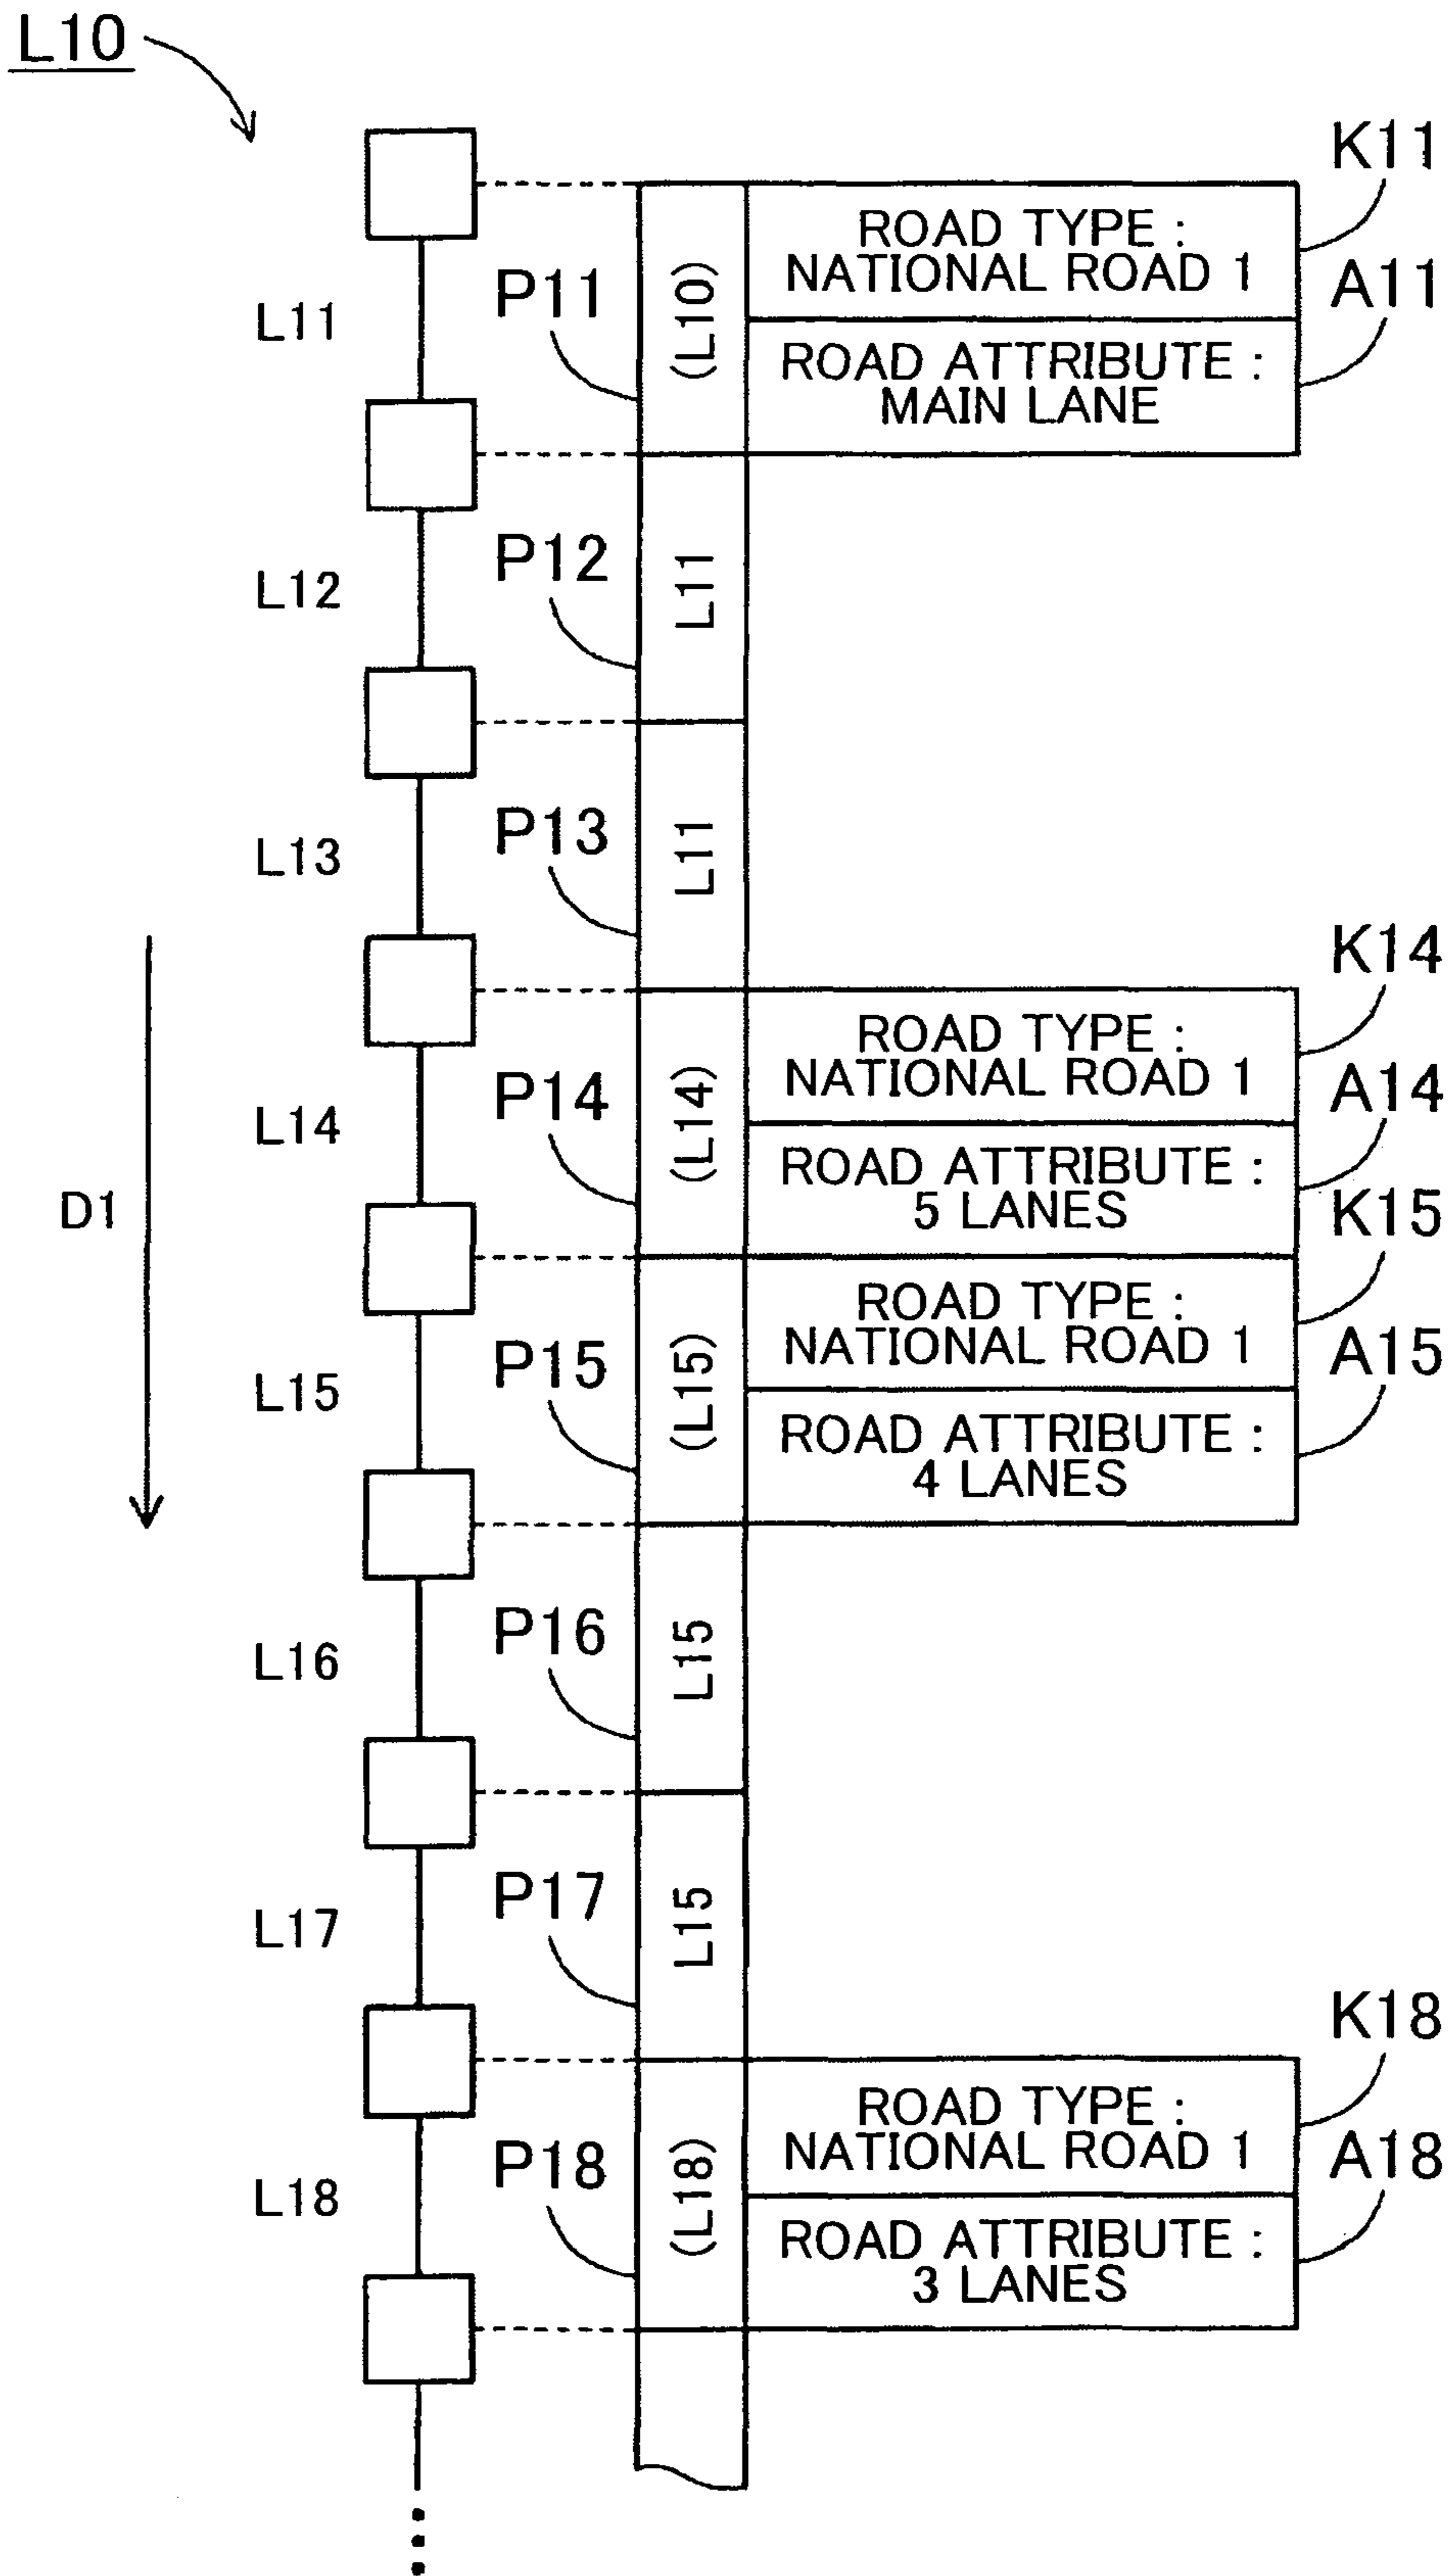 L10
K11
ROAD TYPE :
NATIONAL ROAD 1
P11
(L10)
A11
L11
ROAD ATTRIBUTE :
MAIN LANE
P12
L11
L12
P13
L11
L13
K14
ROAD TYPE :
NATIONAL ROAD 1
P14
(L14)
A14
L14
ROAD ATTRIBUTE :
5 LANES
D1
K15
ROAD TYPE :
NATIONAL ROAD 1
P15
(L15)
A15
L15
ROAD ATTRIBUTE :
4 LANES
P16
L15
L16
P17
L15
L17
K18
ROAD TYPE :
NATIONAL ROAD 1
P18
(L18)
A18
L18
ROAD ATTRIBUTE :
3 LANES